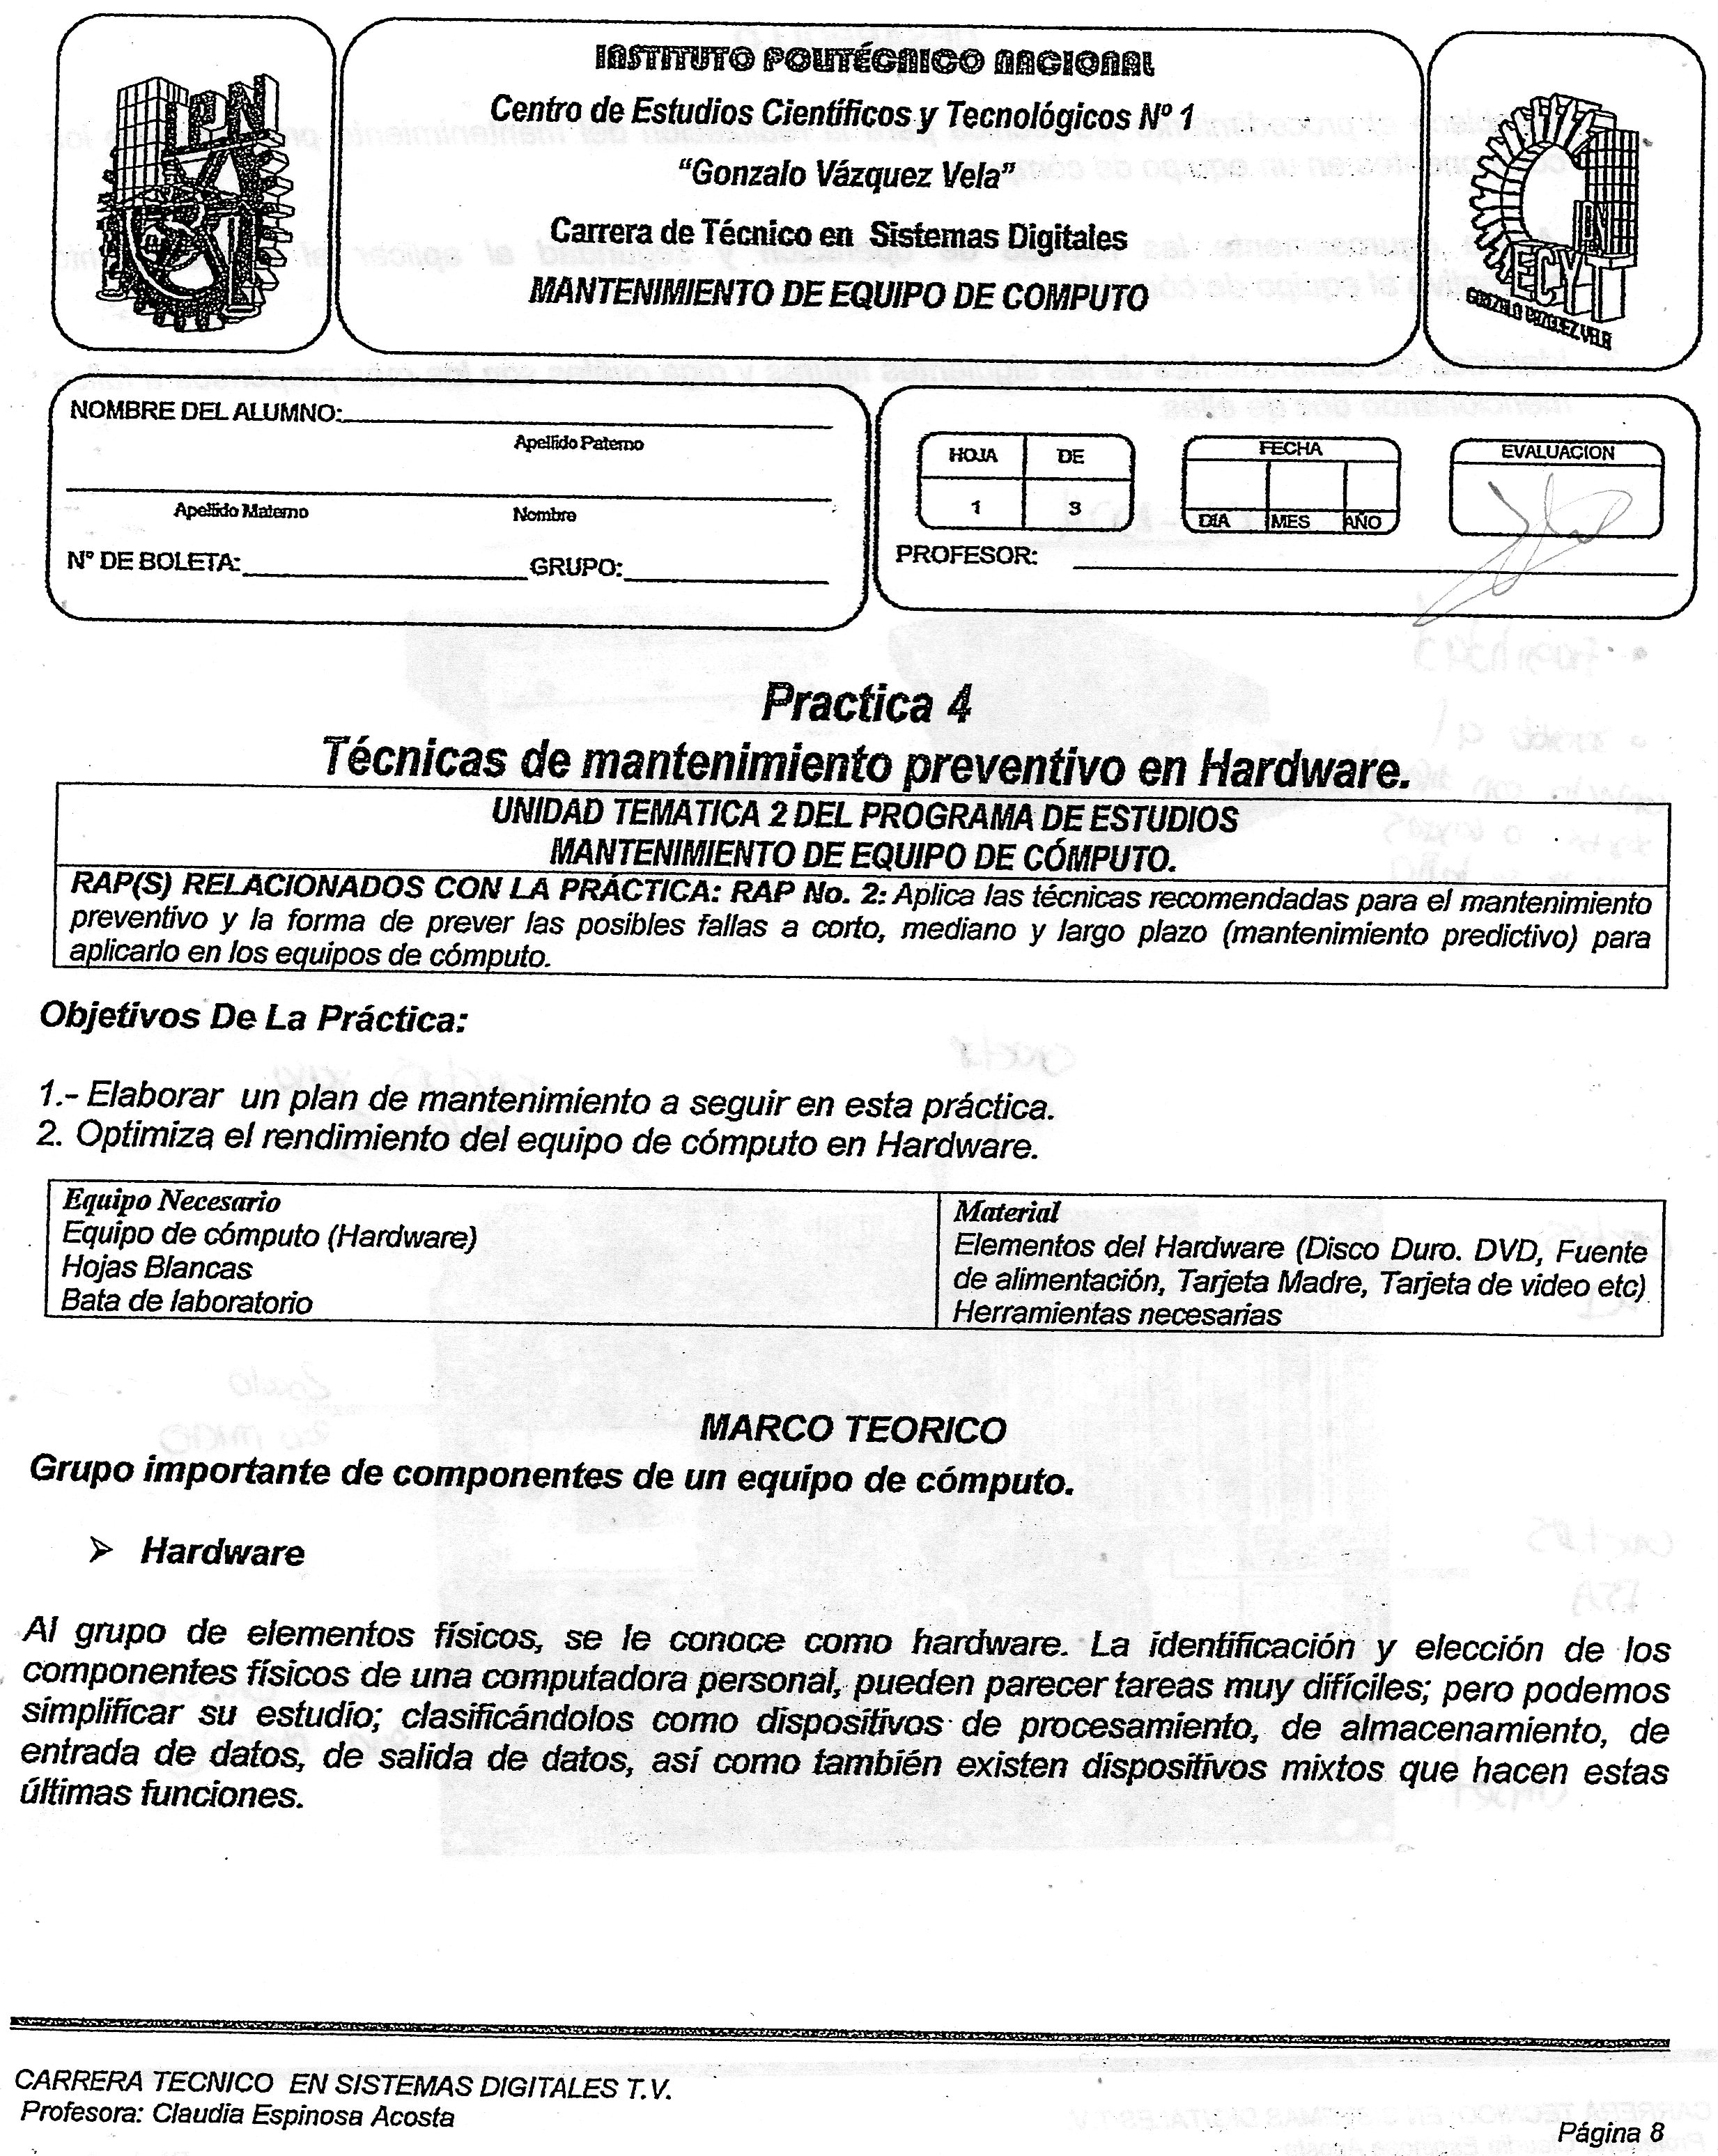 INSTITUTO POLITÉCNICO NACIONAL
Centro de Estudios Científicos y Tecnológicos Nº 1
“Gonzalo Vázquez Vela”
Carrera de Técnico en Sistemas Digitales
MANTENIMIENTO DE EQUIPO DE COMPUTO
IPN
IPN
CECYT 1
GONZALO VAZQUEZ VELA
NOMBRE DEL ALUMNO:
Apellido Paterno
Apellido Materno Nombre
Nº DE BOLETA: GRUPO:
HOJA DE
1 3
FECHA
DIA MES AÑO
EVALUACION
PROFESOR:
Practica 4
Técnicas de mantenimiento preventivo en Hardware.
UNIDAD TEMATICA 2 DEL PROGRAMA DE ESTUDIOS
MANTENIMIENTO DE EQUIPO DE CÓMPUTO.
RAP(S) RELACIONADOS CON LA PRÁCTICA: RAP No. 2: Aplica las técnicas recomendadas para el mantenimiento
preventivo y la forma de prever las posibles fallas a corto, mediano y largo plazo (mantenimiento predictivo) para
aplicarlo en los equipos de cómputo.
Objetivos De La Práctica:
1.- Elaborar un plan de mantenimiento a seguir en esta práctica.
2. Optimiza el rendimiento del equipo de cómputo en Hardware.
Equipo Necesario
Equipo de cómputo (Hardware)
Hojas Blancas
Bata de laboratorio
Material
Elementos del Hardware (Disco Duro. DVD, Fuente
de alimentación, Tarjeta Madre, Tarjeta de video etc)
Herramientas necesarias
MARCO TEORICO
Grupo importante de componentes de un equipo de cómputo.
➢ Hardware
Al grupo de elementos físicos, se le conoce como hardware. La identificación y elección de los
componentes físicos de una computadora personal, pueden parecer tareas muy difíciles; pero podemos
simplificar su estudio; clasificándolos como dispositivos de procesamiento, de almacenamiento, de
entrada de datos, de salida de datos, así como también existen dispositivos mixtos que hacen estas
últimas funciones.
CARRERA TECNICO EN SISTEMAS DIGITALES T.V.
Profesora: Claudia Espinosa Acosta
Página 8